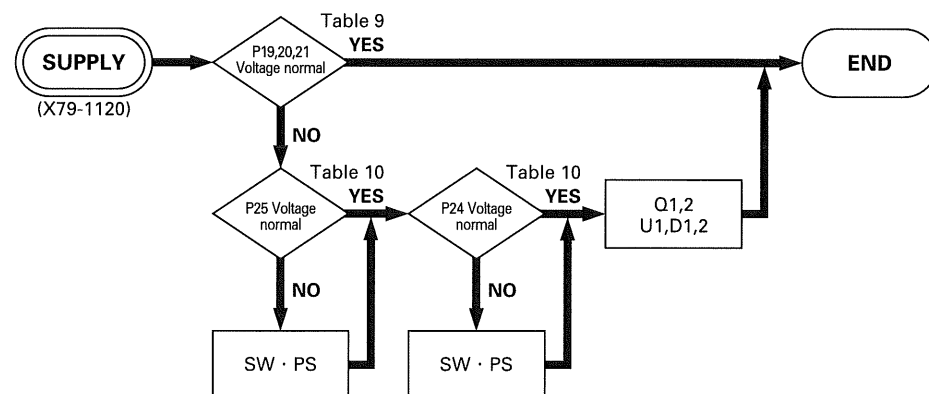 Table 9
SUPPLY
P19,20,21
Voltage normal
YES
END
(X79-1120)
NO
Table 10
P25 Voltage
normal
YES
Table 10
P24 Voltage
normal
YES
Q1,2
U1,D1,2
NO
NO
SW · PS
SW · PS